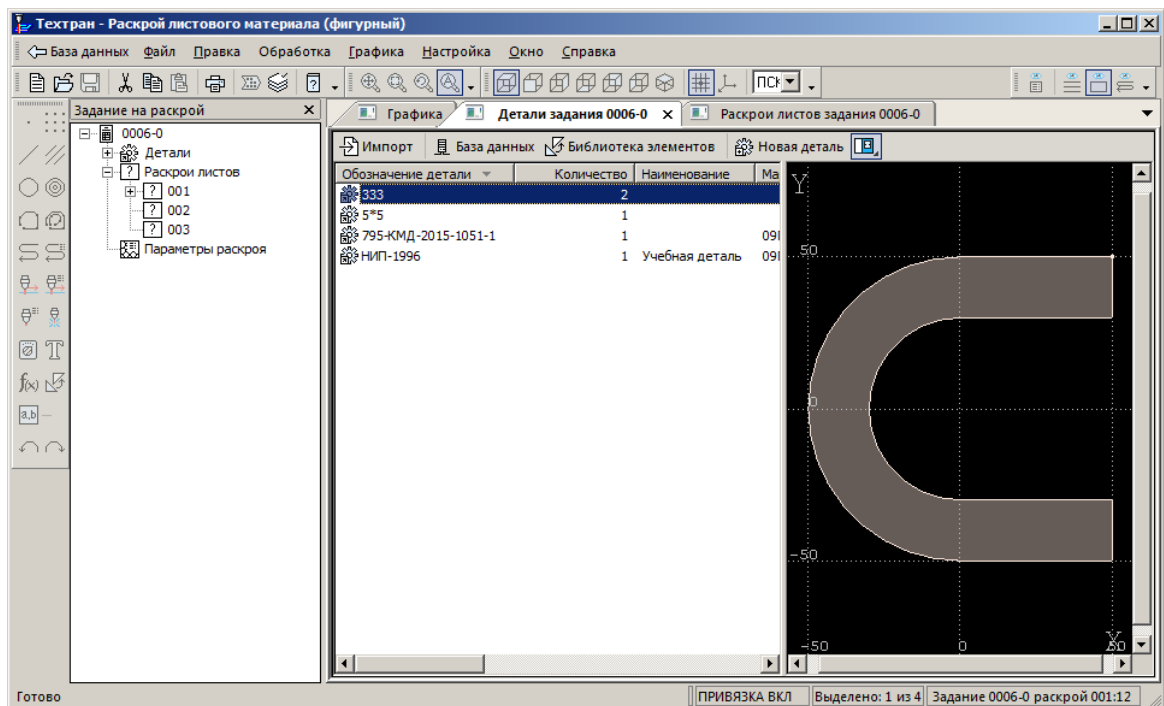 Техтран - Раскрой листового материала (фигурный)
База данных Файл Правка Обработка Графика Настройка Окно Справка
ПСК
Задание на раскрой
0006-0
Детали
Раскрои листов
001
002
003
Параметры раскроя
Графика Детали задания 0006-0 Раскрои листов задания 0006-0
Импорт База данных Библиотека элементов Новая деталь
Обозначение детали Количество Наименование Ма
333 2
5*5 1
795-КМД-2015-1051-1 1 09Г
НИП-1996 1 Учебная деталь 09Г
Y
50
0
-50
-50 0 50
X
f(x)
a,b
Готово
ПРИВЯЗКА ВКЛ Выделено: 1 из 4 Задание 0006-0 раскрой 001:12